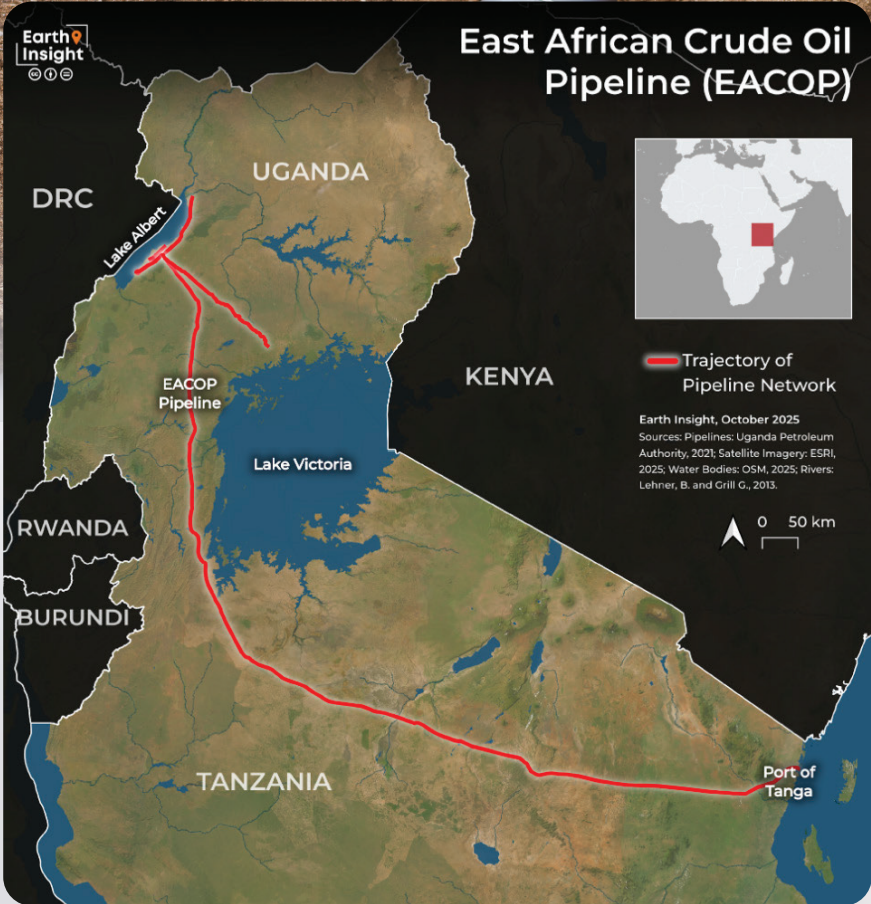 Earth
Insight
East African Crude Oil
Pipeline (EACOP)
UGANDA
DRC
Lake Albert
KENYA
Trajectory of
Pipeline Network
EACOP
Pipeline
Earth Insight, October 2025
Sources: Pipelines: Uganda Petroleum
Authority, 2021; Satellite Imagery: ESRI,
2025; Water Bodies: OSM, 2025; Rivers:
Lehner, B. and Grill G., 2013.
Lake Victoria
0 50 km
RWANDA
BURUNDI
TANZANIA
Port of
Tanga